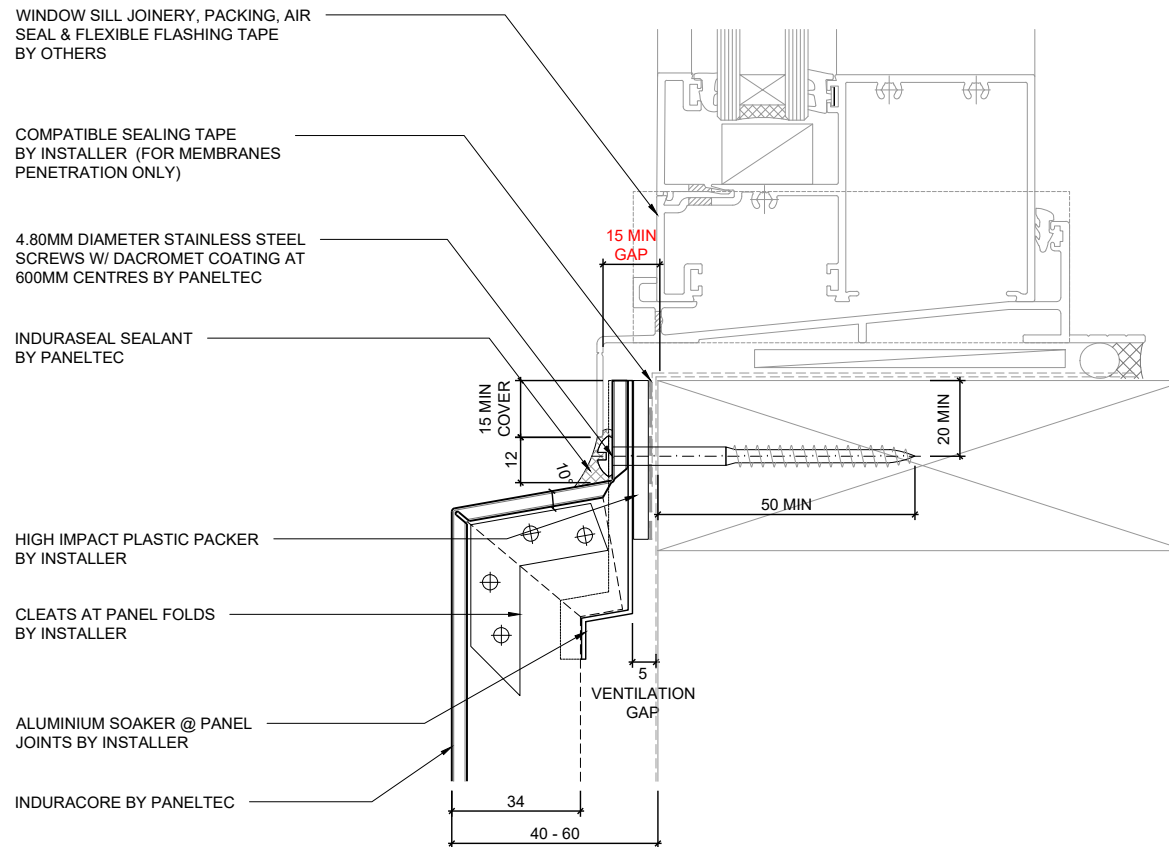 WINDOW SILL JOINERY, PACKING, AIR
SEAL & FLEXIBLE FLASHING TAPE
BY OTHERS
COMPATIBLE SEALING TAPE
BY INSTALLER (FOR MEMBRANES
PENETRATION ONLY)
4.80MM DIAMETER STAINLESS STEEL
SCREWS W/ DACROMET COATING AT
600MM CENTRES BY PANELTEC
INDURASEAL SEALANT
BY PANELTEC
HIGH IMPACT PLASTIC PACKER
BY INSTALLER
CLEATS AT PANEL FOLDS
BY INSTALLER
ALUMINIUM SOAKER @ PANEL
JOINTS BY INSTALLER
INDURACORE BY PANELTEC
15 MIN
GAP
15 MIN
COVER
12
10°
20 MIN
50 MIN
5
VENTILATION
GAP
34
40 - 60